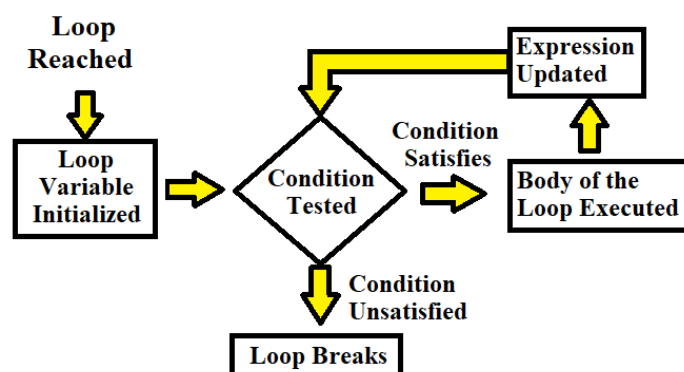 Loop
Reached
Loop
Variable
Initialized
Condition
Tested
Condition
Satisfies
Body of the
Loop Executed
Expression
Updated
Condition
Unsatisfied
Loop Breaks